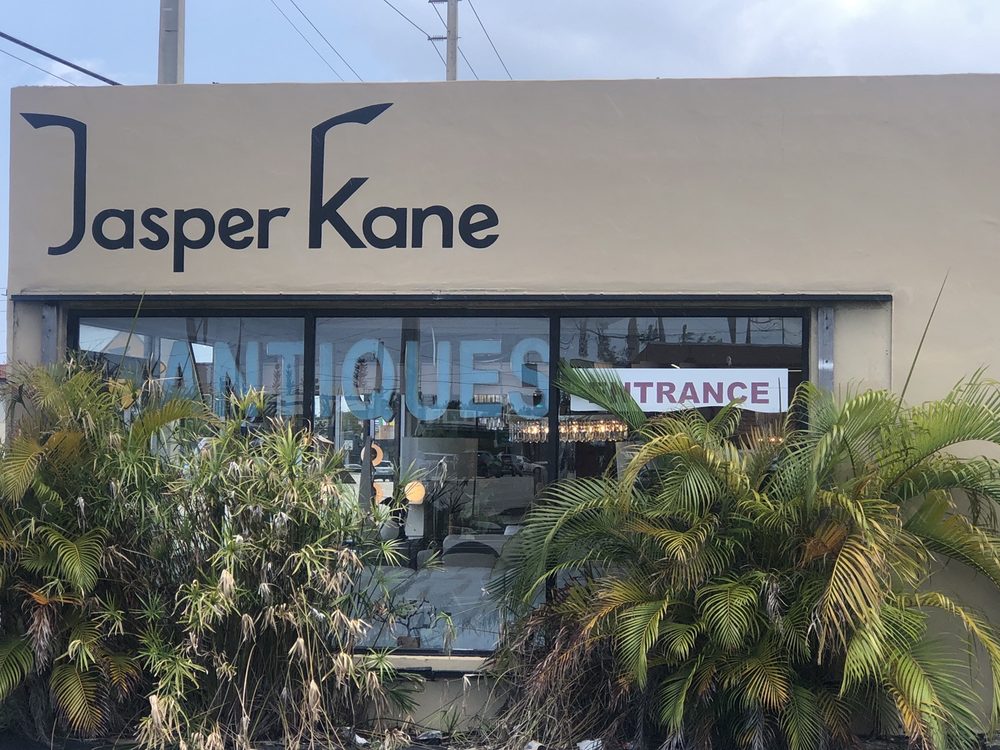 Jasper Kane
ANTIQUES
ENTRANCE